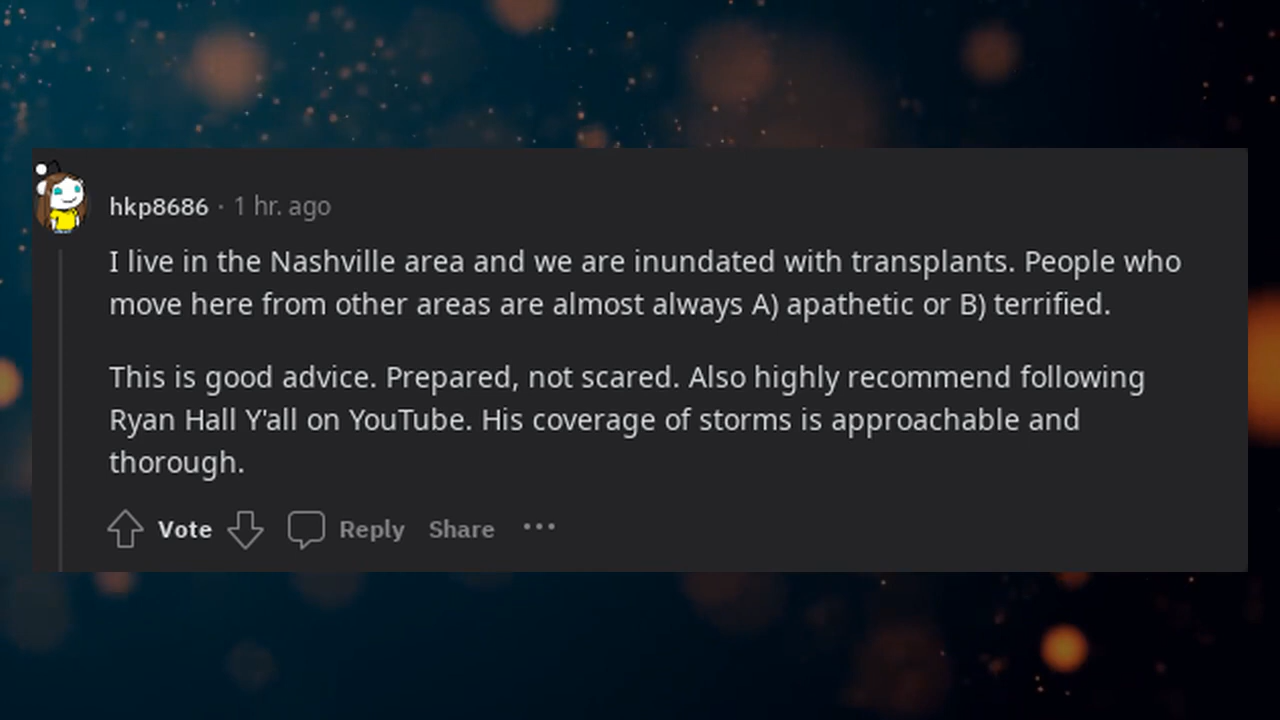 hkp8686 · 1 hr. ago
I live in the Nashville area and we are inundated with transplants. People who
move here from other areas are almost always A) apathetic or B) terrified.
This is good advice. Prepared, not scared. Also highly recommend following
Ryan Hall Y'all on YouTube. His coverage of storms is approachable and
thorough.
Vote Reply Share ···